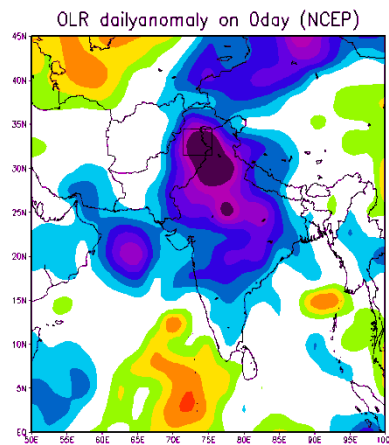 OLR dailyanomaly on 0day (NCEP)
45N
40N
35N
30N
25N
20N
15N
10N
5N
EQ
50E 55E 60E 65E 70E 75E 80E 85E 90E 95E 100E